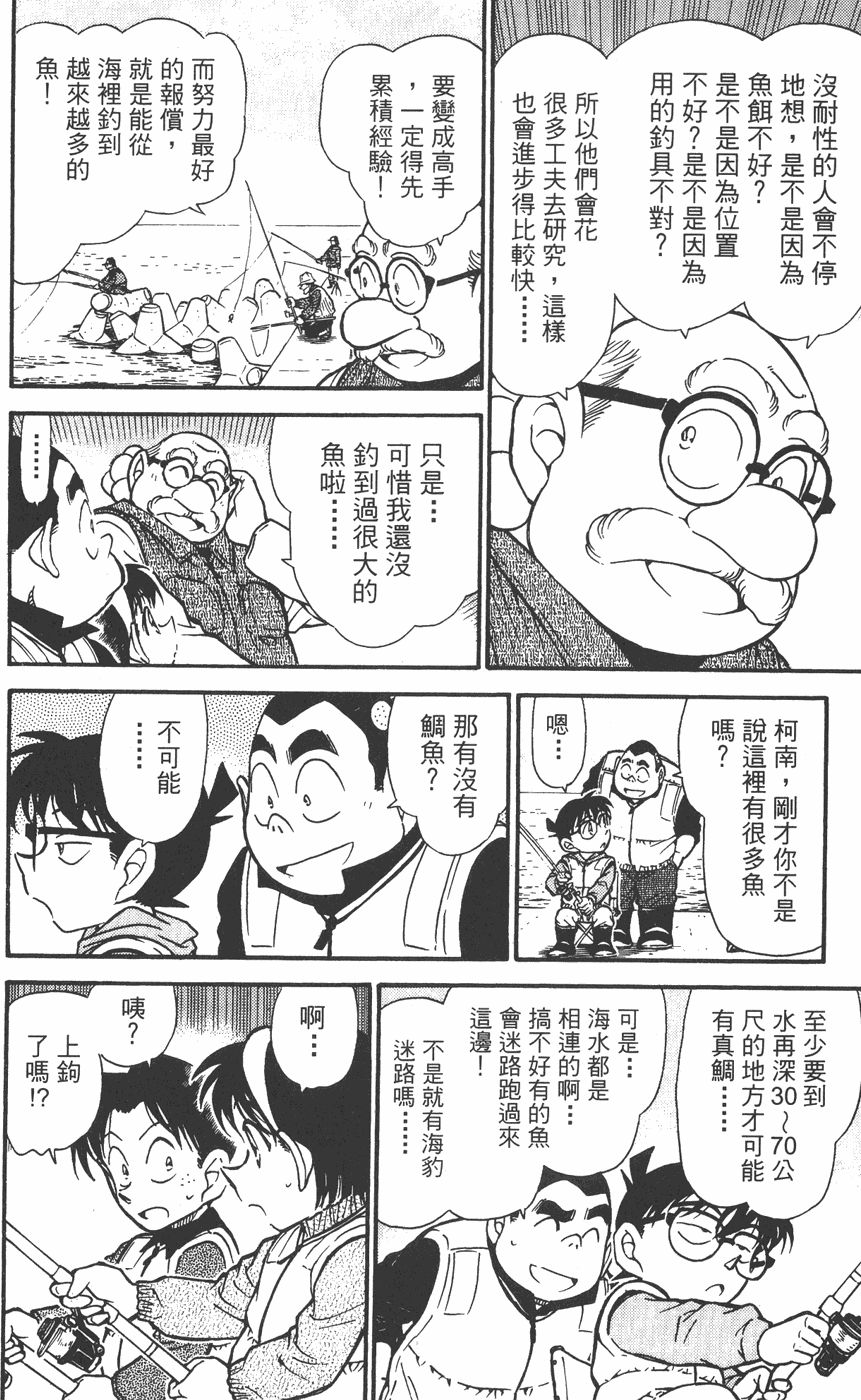 沒耐性的人會不停
地想，是不是因為
魚餌不好？
是不是因為位置
不好？是不是因為
用的釣具不對？
所以他們會花
很多工夫去研究，這樣
也會進步得比較快……
要變成高手
，一定得先
累積經驗！
而努力最好
的報償，
就是能從
海裡釣到
越來越多的
魚！
只是…
可惜我還沒
釣到過很大的
魚啦……
……
柯南，剛才你不是
說這裡有很多魚
嗎？
嗯…
那有沒有
鯛魚？
不可能
……
至少要到
水再深30～70公
尺的地方才可能
有真鯛……
可是…
海水都是
相連的啊…
搞不好有的魚
會迷路跑過來
這邊！
不是就有海豹
迷路嗎……
啊…
咦？
上鉤
了嗎!?